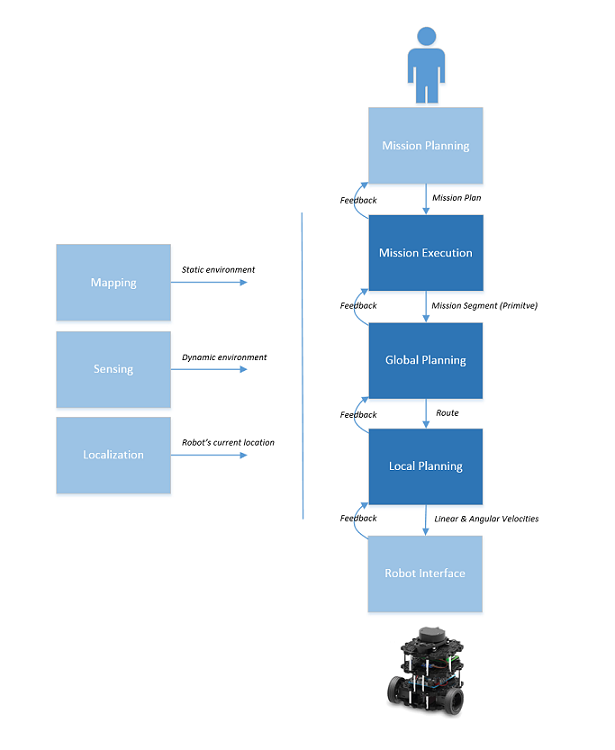 Mission Planning
Feedback
Mission Plan
Mission Execution
Feedback
Mission Segment (Primitve)
Global Planning
Feedback
Route
Local Planning
Feedback
Linear & Angular Velocities
Robot Interface
Mapping
Static environment
Sensing
Dynamic environment
Localization
Robot's current location